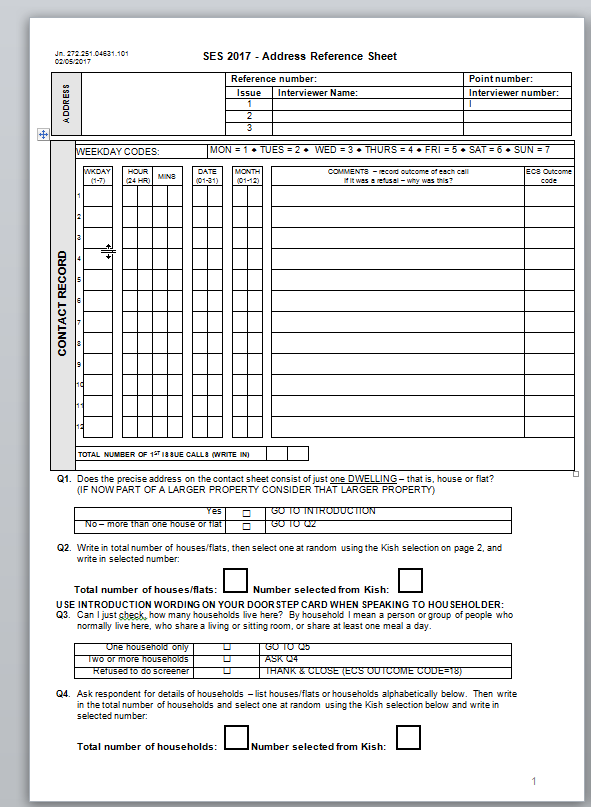 Jn. 272.251.04631.101
02/05/2017
SES 2017 - Address Reference Sheet
ADDRESS
Reference number:
Point number:
Issue
Interviewer Name:
Interviewer number:
1
2
3
CONTACT RECORD
WEEKDAY CODES:
MON = 1 ♦ TUES = 2 ♦ WED = 3 ♦ THURS = 4 ♦ FRI = 5 ♦ SAT = 6 ♦ SUN = 7
WKDAY
(1-7)
HOUR
(24 HR)
MINS
DATE
(01-31)
MONTH
(01-12)
COMMENTS – record outcome of each call
If it was a refusal – why was this?
ECS Outcome
code
1
2
3
4
5
6
7
8
9
10
11
12
TOTAL NUMBER OF 1ST ISSUE CALLS (WRITE IN)
Q1. Does the precise address on the contact sheet consist of just one DWELLING – that is, house or flat?
(IF NOW PART OF A LARGER PROPERTY CONSIDER THAT LARGER PROPERTY)
Yes □ GO TO INTRODUCTION
No – more than one house or flat □ GO TO Q2
Q2. Write in total number of houses/flats, then select one at random using the Kish selection on page 2, and
write in selected number:
Total number of houses/flats: Number selected from Kish:
USE INTRODUCTION WORDING ON YOUR DOORSTEP CARD WHEN SPEAKING TO HOUSEHOLDER:
Q3. Can I just check, how many households live here? By household I mean a person or group of people who
normally live here, who share a living or sitting room, or share at least one meal a day.
One household only □ GO TO Q5
Two or more households □ ASK Q4
Refused to do screener □ THANK & CLOSE (ECS OUTCOME CODE=18)
Q4. Ask respondent for details of households – list houses/flats or households alphabetically below. Then write
in the total number of households and select one at random using the Kish selection below and write in
selected number:
Total number of households: Number selected from Kish:
1